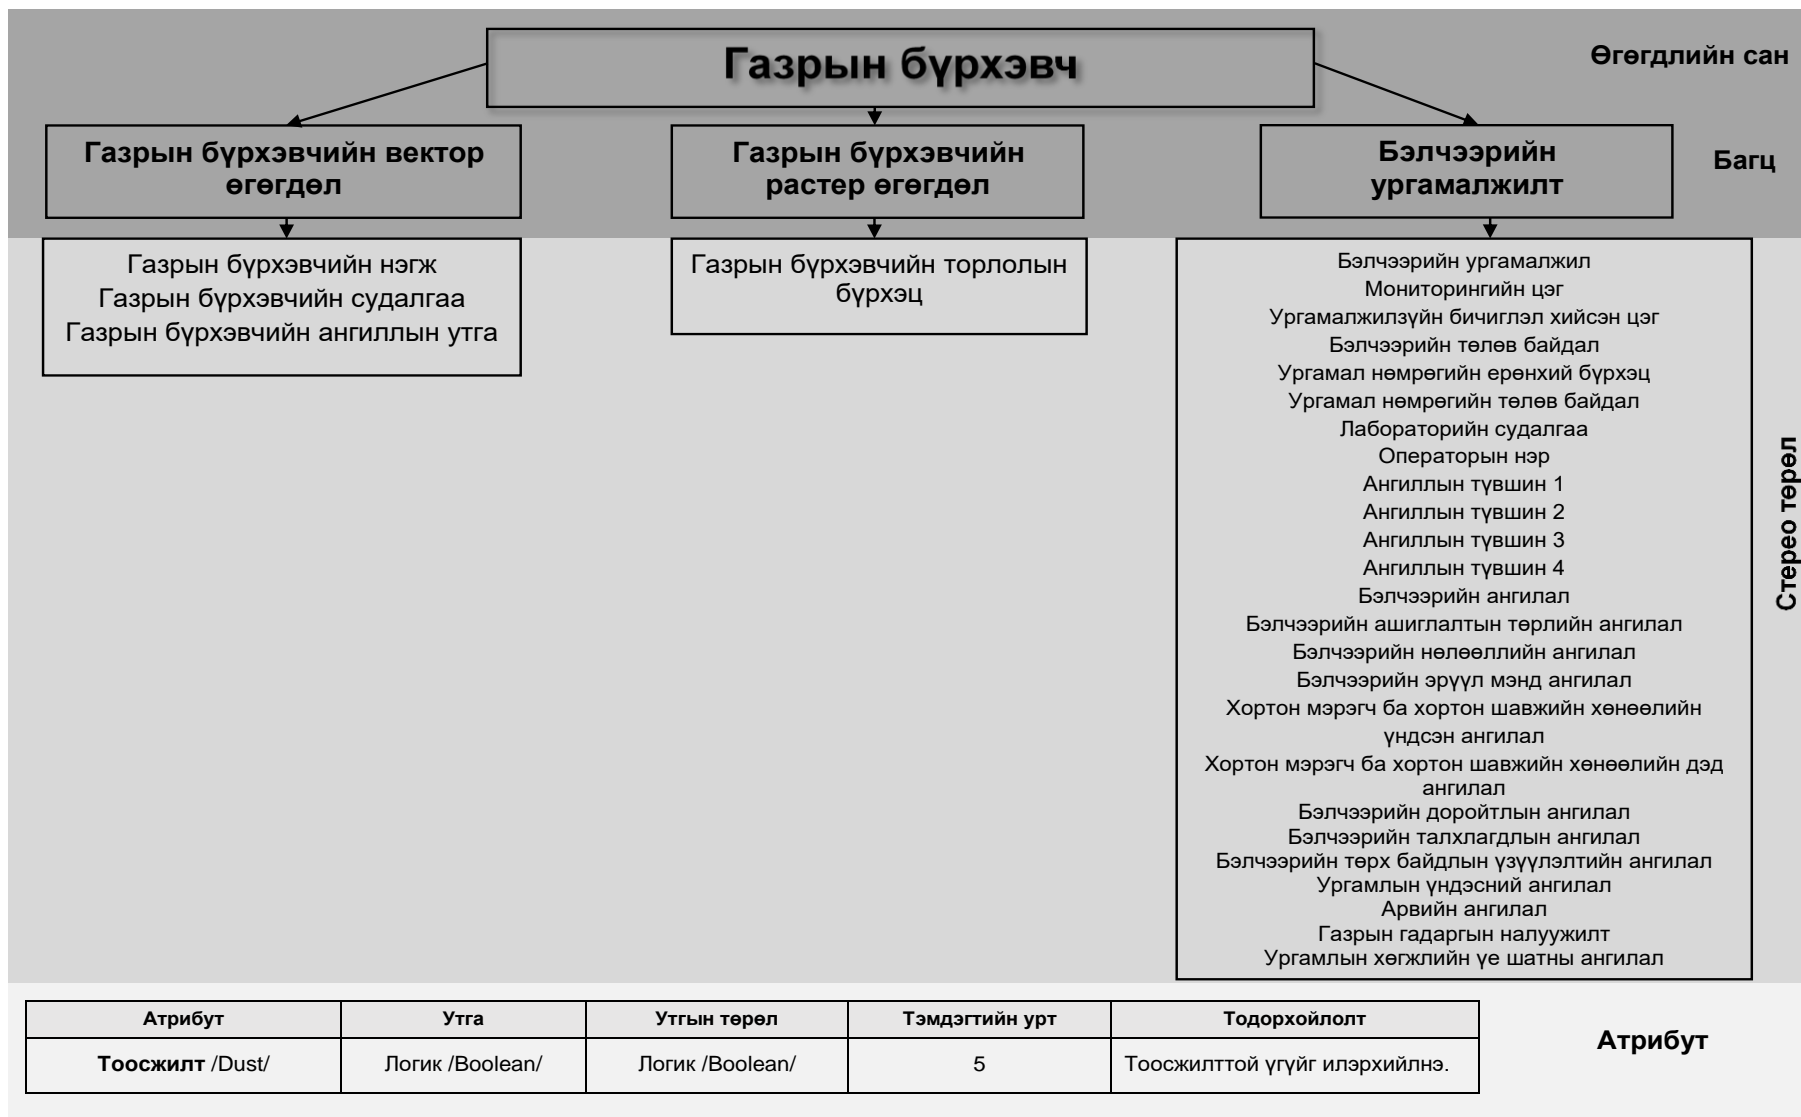 Газрын бүрхэвч
Өгөгдлийн сан
Газрын бүрхэвчийн вектор
өгөгдөл
Газрын бүрхэвчийн
растер өгөгдөл
Бэлчээрийн
ургамалжилт
Багц
Газрын бүрхэвчийн нэгж
Газрын бүрхэвчийн судалгаа
Газрын бүрхэвчийн ангиллын утга
Газрын бүрхэвчийн торлолын
бүрхэц
Бэлчээрийн ургамалжил
Мониторингийн цэг
Ургамалжилзүйн бичиглэл хийсэн цэг
Бэлчээрийн төлөв байдал
Ургамал нөмрөгийн ерөнхий бүрхэц
Ургамал нөмрөгийн төлөв байдал
Лабораторийн судалгаа
Операторын нэр
Ангиллын түвшин 1
Ангиллын түвшин 2
Ангиллын түвшин 3
Ангиллын түвшин 4
Бэлчээрийн ангилал
Бэлчээрийн ашиглалтын төрлийн ангилал
Бэлчээрийн нөлөөллийн ангилал
Бэлчээрийн эрүүл мэнд ангилал
Хортон мэрэгч ба хортон шавжийн хөнөөлийн
үндсэн ангилал
Хортон мэрэгч ба хортон шавжийн хөнөөлийн дэд
ангилал
Бэлчээрийн доройтлын ангилал
Бэлчээрийн талхлагдлын ангилал
Бэлчээрийн төрх байдлын үзүүлэлтийн ангилал
Ургамлын үндэсний ангилал
Арвийн ангилал
Газрын гадаргын налуужилт
Ургамлын хөгжлийн үе шатны ангилал
Стерео төрөл
Атрибут Утга Утгын төрөл Тэмдэгтийн урт Тодорхойлолт
Тоосжилт /Dust/ Логик /Boolean/ Логик /Boolean/ 5 Тоосжилттой үгүйг илэрхийлнэ.
Атрибут